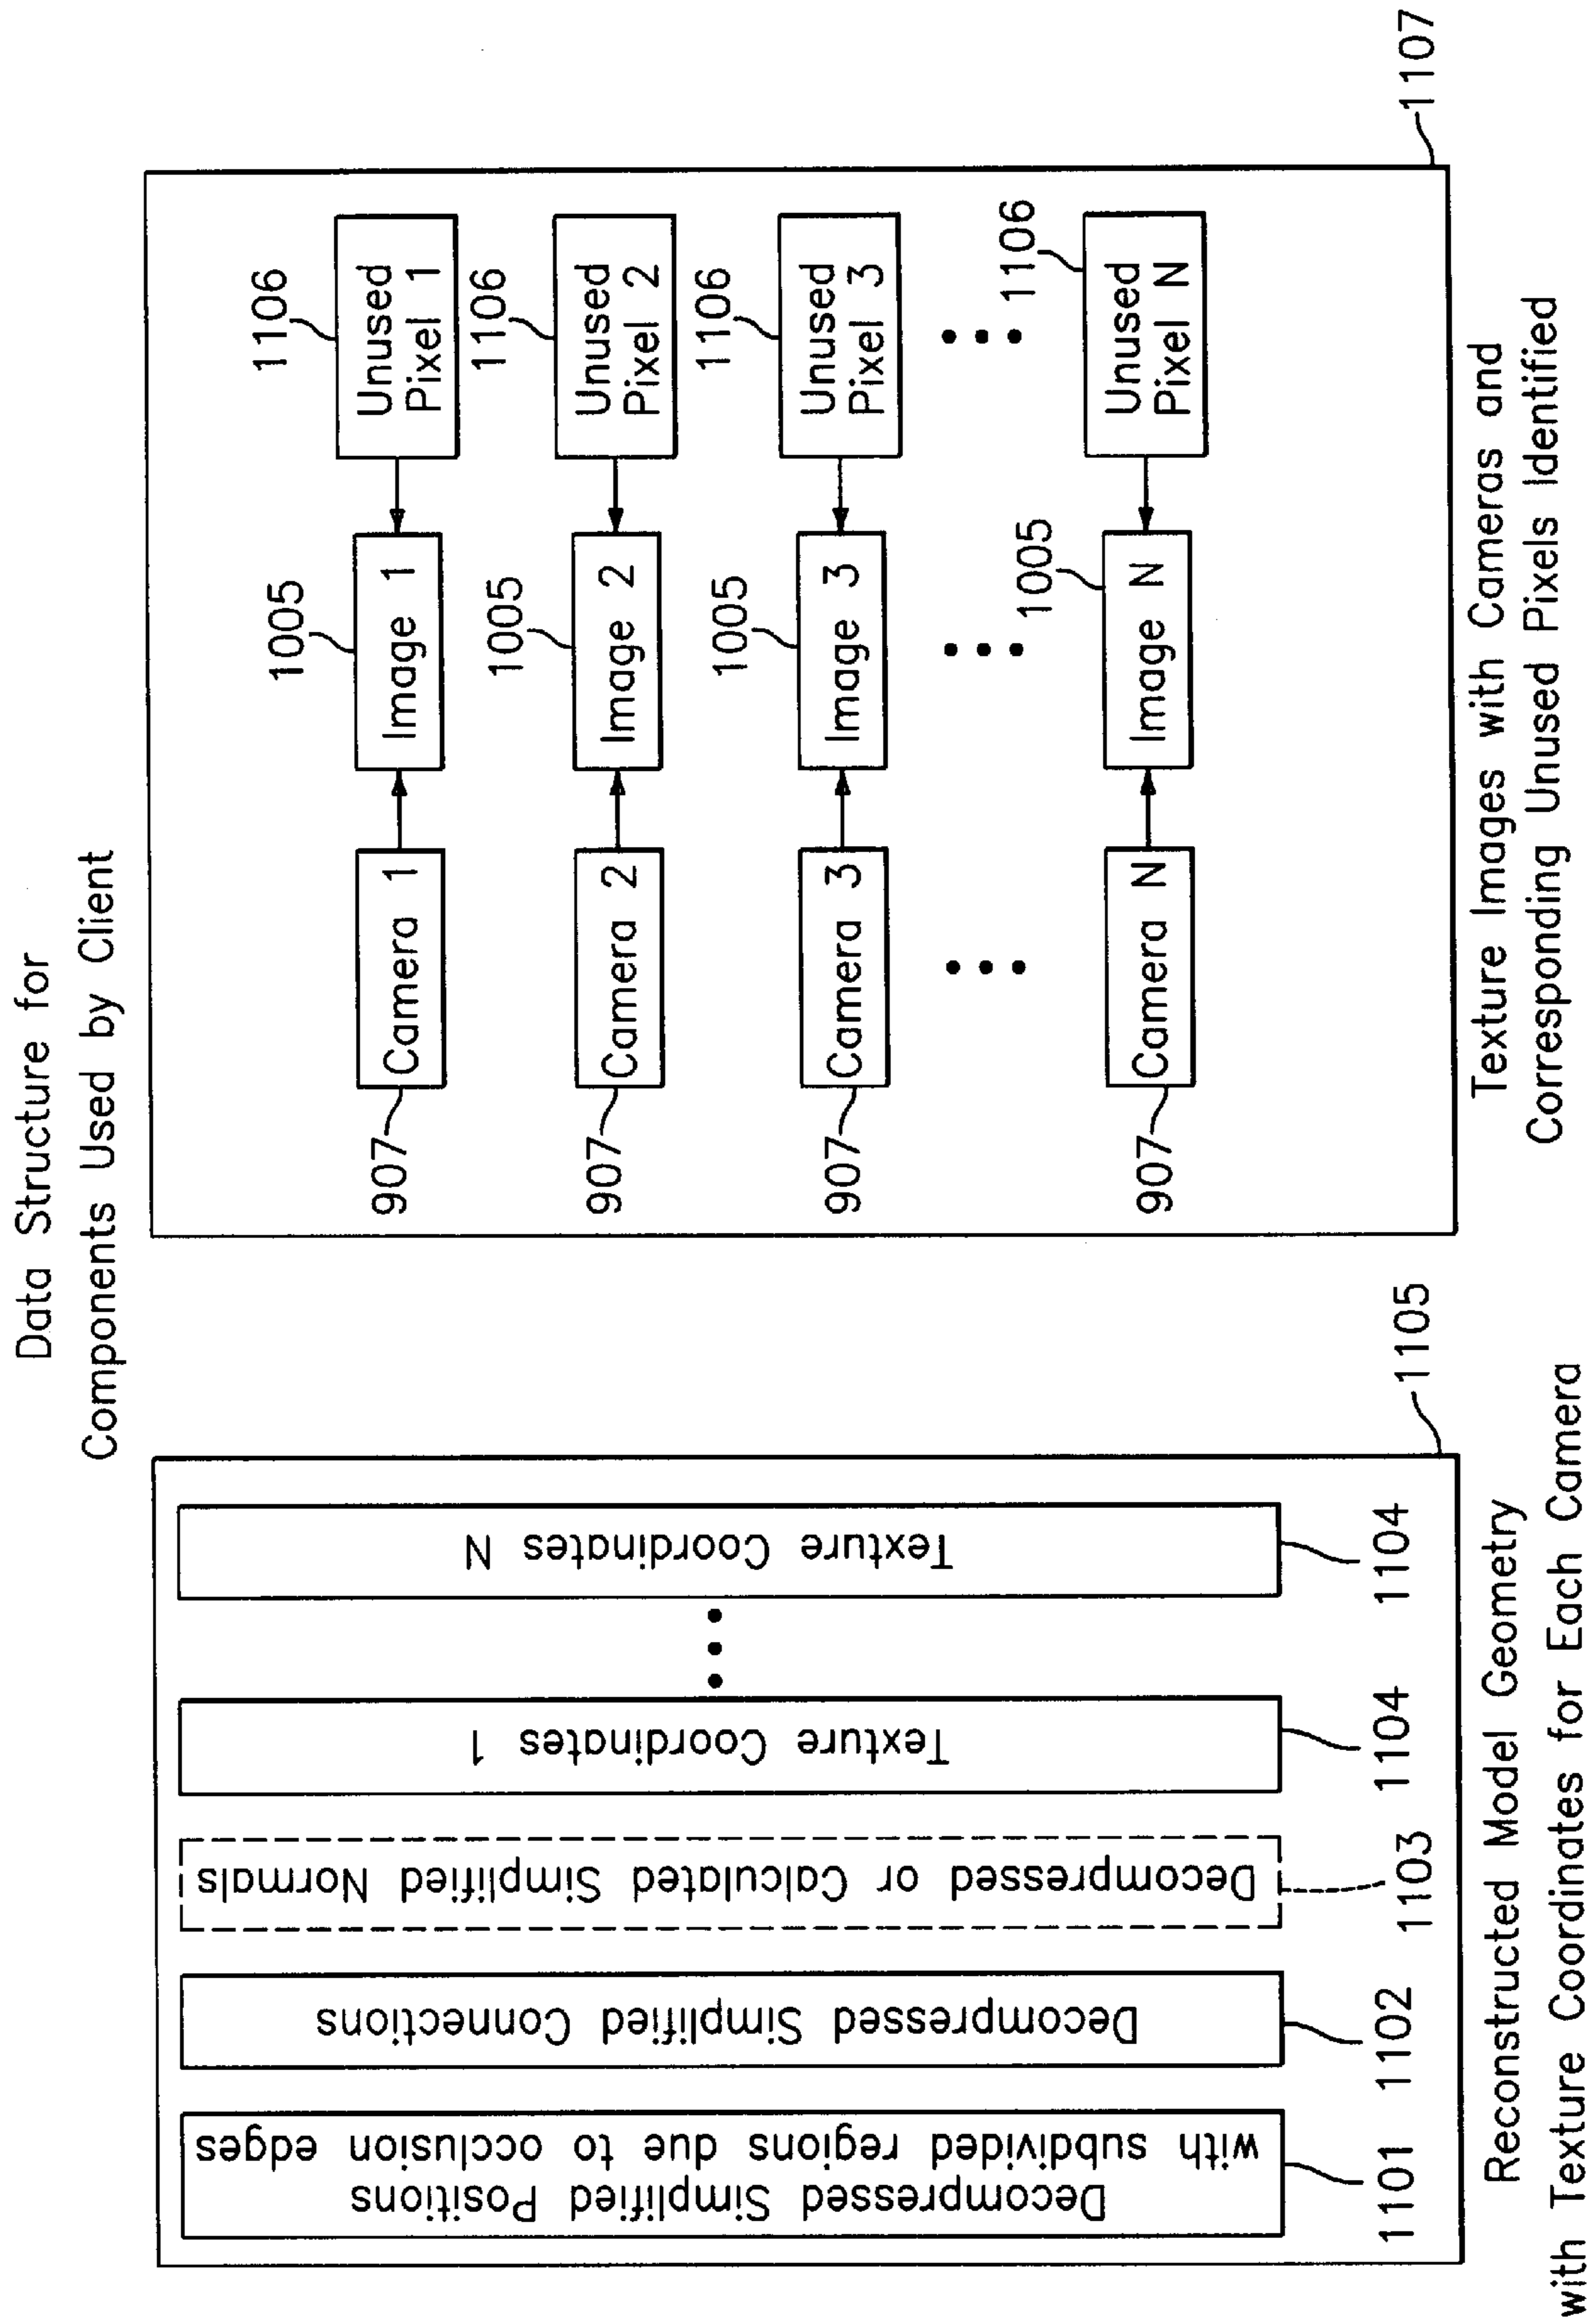 Data Structure for
Components Used by Client
Decompressed Simplified Positions
with subdivided regions due to occlusion edges
Decompressed Simplified Connections
Decompressed or Calculated Simplified Normals
Texture Coordinates 1
• • •
Texture Coordinates N
1101
1102
1103
1104
1104
1105
Reconstructed Model Geometry
with Texture Coordinates for Each Camera
1005
1106
907
Camera 1
Image 1
Unused
Pixel 1
1005
1106
907
Camera 2
Image 2
Unused
Pixel 2
1005
1106
907
Camera 3
Image 3
Unused
Pixel 3
• • •
• • •
• • •
1005
1106
907
Camera N
Image N
Unused
Pixel N
1107
Texture Images with Cameras and
Corresponding Unused Pixels Identified